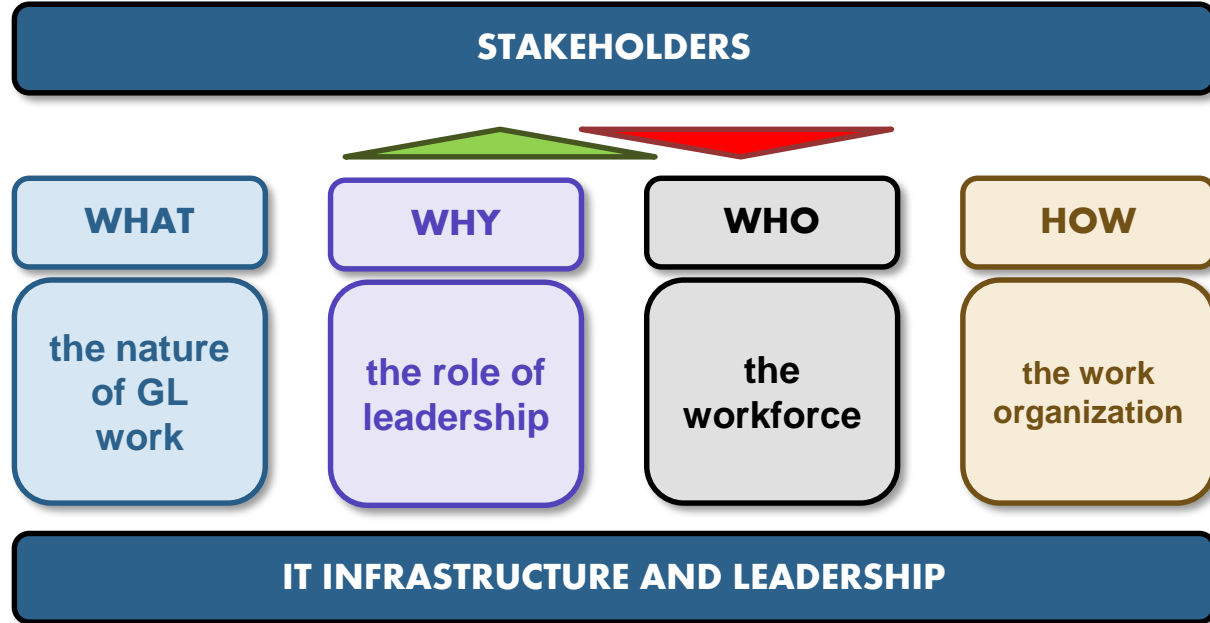 STAKEHOLDERS
WHAT
WHY
WHO
HOW
the nature
of GL
work
the role of
leadership
the
workforce
the work
organization
IT INFRASTRUCTURE AND LEADERSHIP